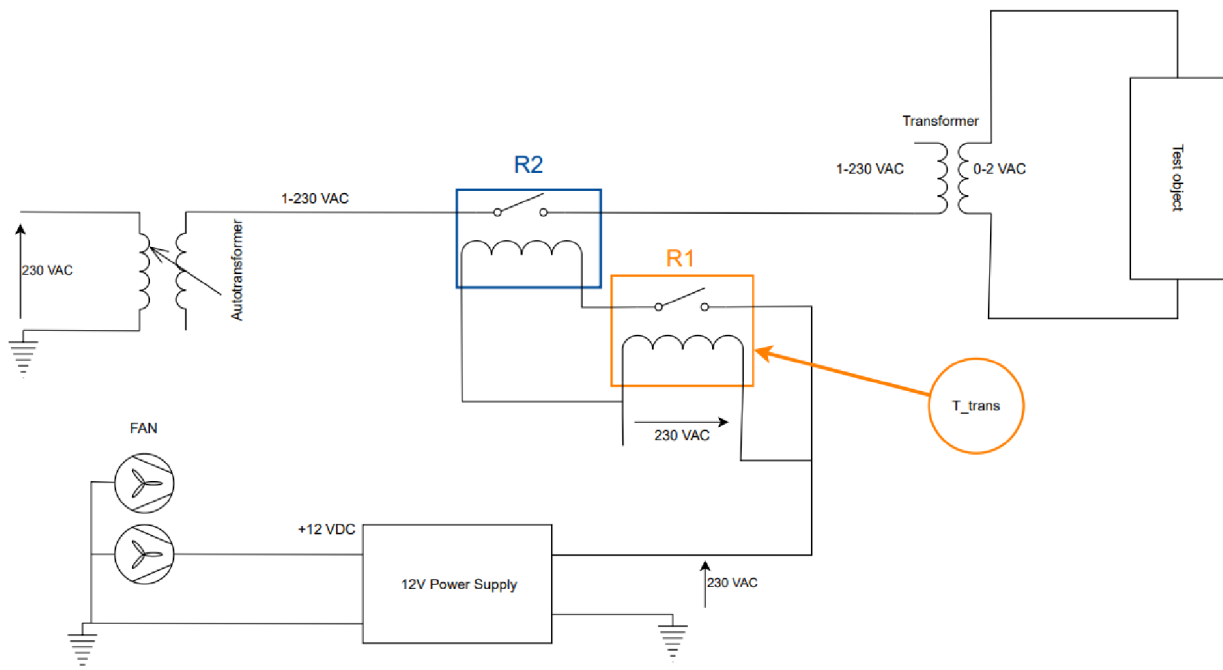 Transformer
R2
1-230 VAC
1-230 VAC
0-2 VAC
Test object
230 VAC
Autotransformer
R1
T_trans
230 VAC
FAN
+12 VDC
12V Power Supply
230 VAC